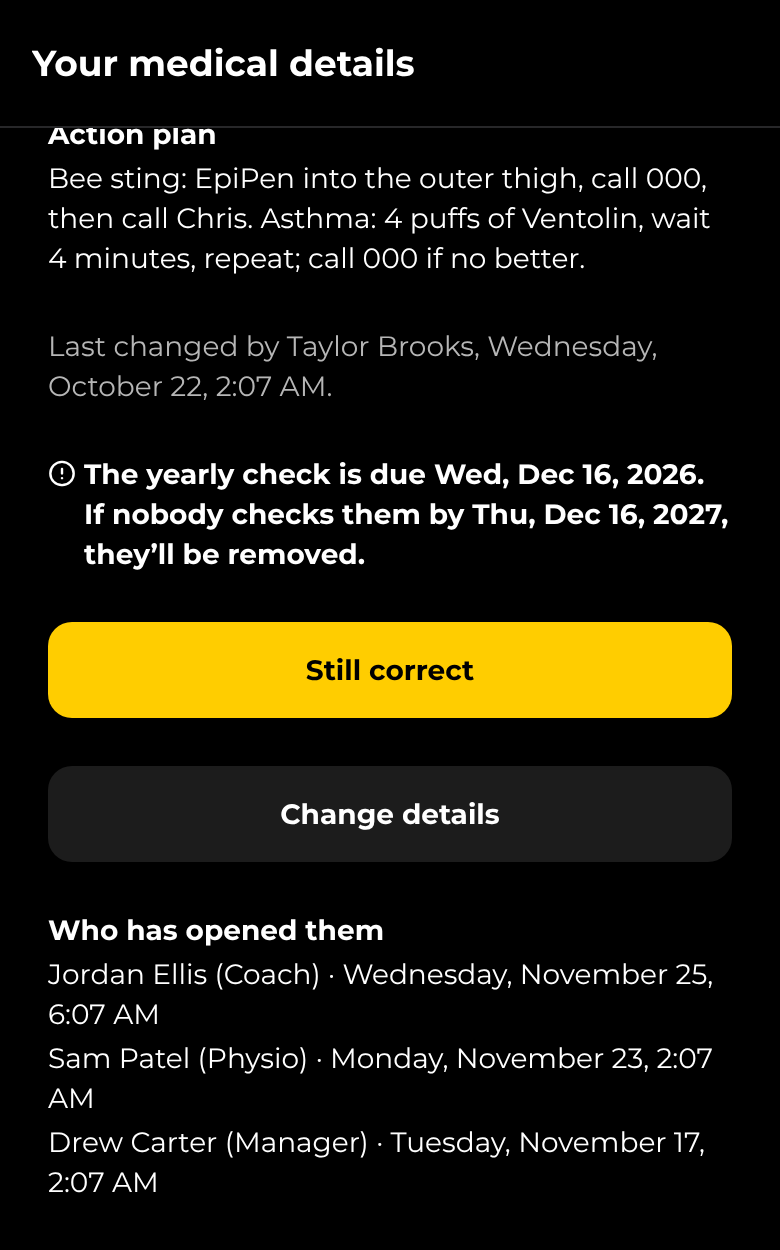 Your medical details
Action plan
Bee sting: EpiPen into the outer thigh, call 000,
then call Chris. Asthma: 4 puffs of Ventolin, wait
4 minutes, repeat; call 000 if no better.
Last changed by Taylor Brooks, Wednesday,
October 22, 2:07 AM.
The yearly check is due Wed, Dec 16, 2026.
If nobody checks them by Thu, Dec 16, 2027,
they’ll be removed.
Still correct
Change details
Who has opened them
Jordan Ellis (Coach) · Wednesday, November 25,
6:07 AM
Sam Patel (Physio) · Monday, November 23, 2:07
AM
Drew Carter (Manager) · Tuesday, November 17,
2:07 AM